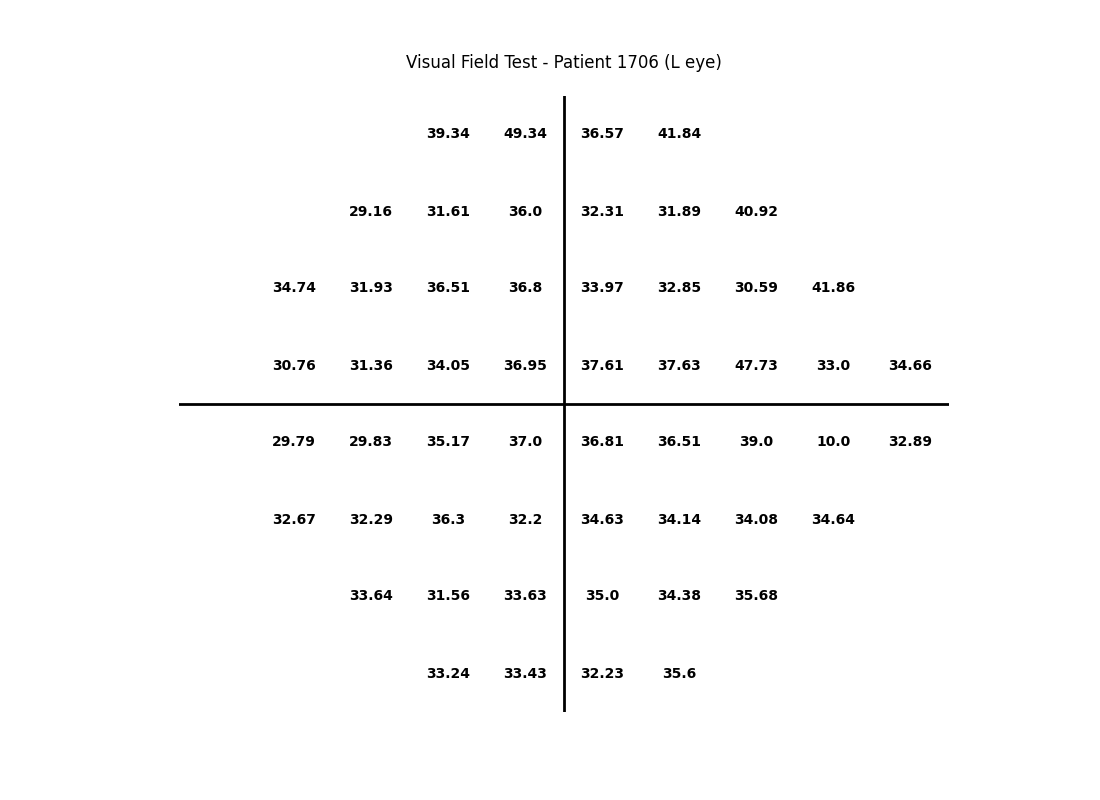 Visual Field Test - Patient 1706 (L eye)
39.34 49.34 36.57 41.84
29.16 31.61 36.0 32.31 31.89 40.92
34.74 31.93 36.51 36.8 33.97 32.85 30.59 41.86
30.76 31.36 34.05 36.95 37.61 37.63 47.73 33.0 34.66
29.79 29.83 35.17 37.0 36.81 36.51 39.0 10.0 32.89
32.67 32.29 36.3 32.2 34.63 34.14 34.08 34.64
33.64 31.56 33.63 35.0 34.38 35.68
33.24 33.43 32.23 35.6